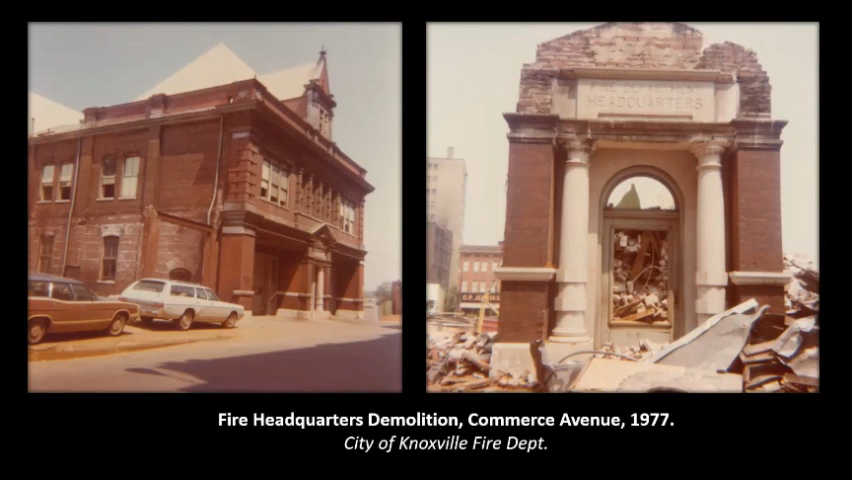 HEADQUARTERS
Fire Headquarters Demolition, Commerce Avenue, 1977.
City of Knoxville Fire Dept.